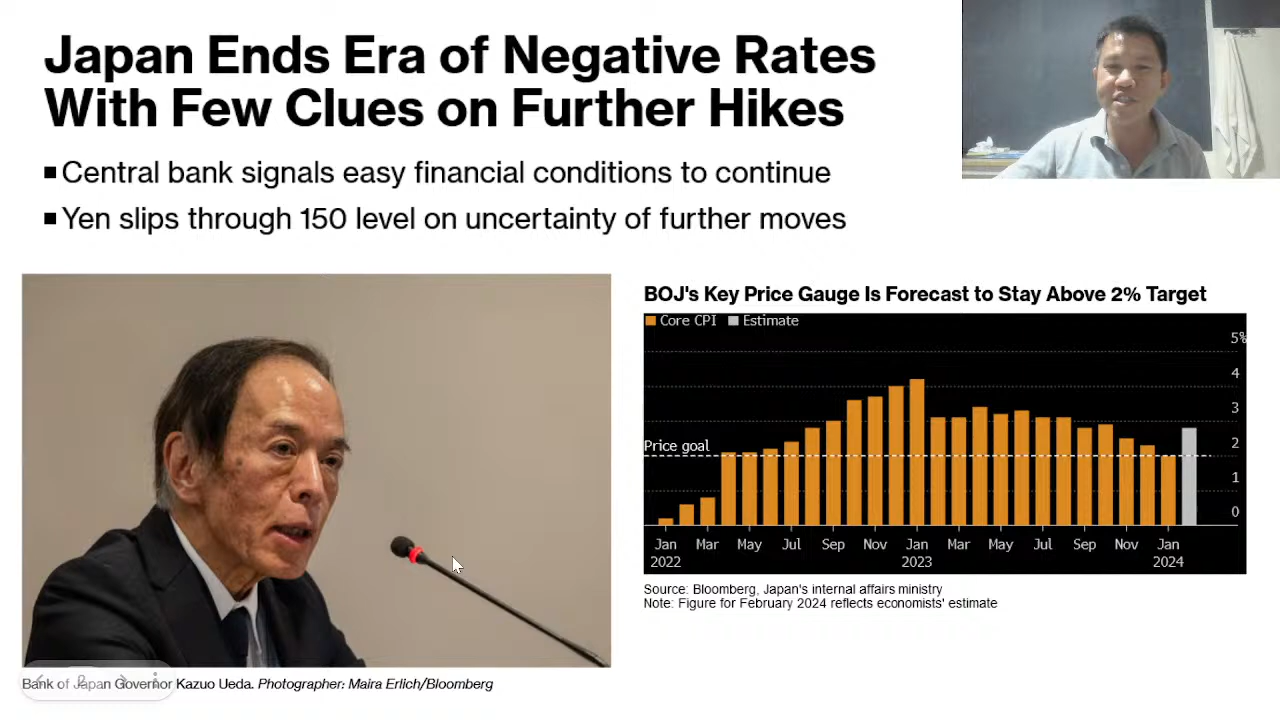 Japan Ends Era of Negative Rates
With Few Clues on Further Hikes
■ Central bank signals easy financial conditions to continue
■ Yen slips through 150 level on uncertainty of further moves
BOJ's Key Price Gauge Is Forecast to Stay Above 2% Target
Core CPI Estimate
5%
4
3
Price goal
2
1
0
Jan Mar May Jul Sep Nov Jan Mar May Jul Sep Nov Jan
2022 2023 2024
Source: Bloomberg, Japan's internal affairs ministry
Note: Figure for February 2024 reflects economists' estimate
Bank of Japan Governor Kazuo Ueda. Photographer: Maira Erlich/Bloomberg